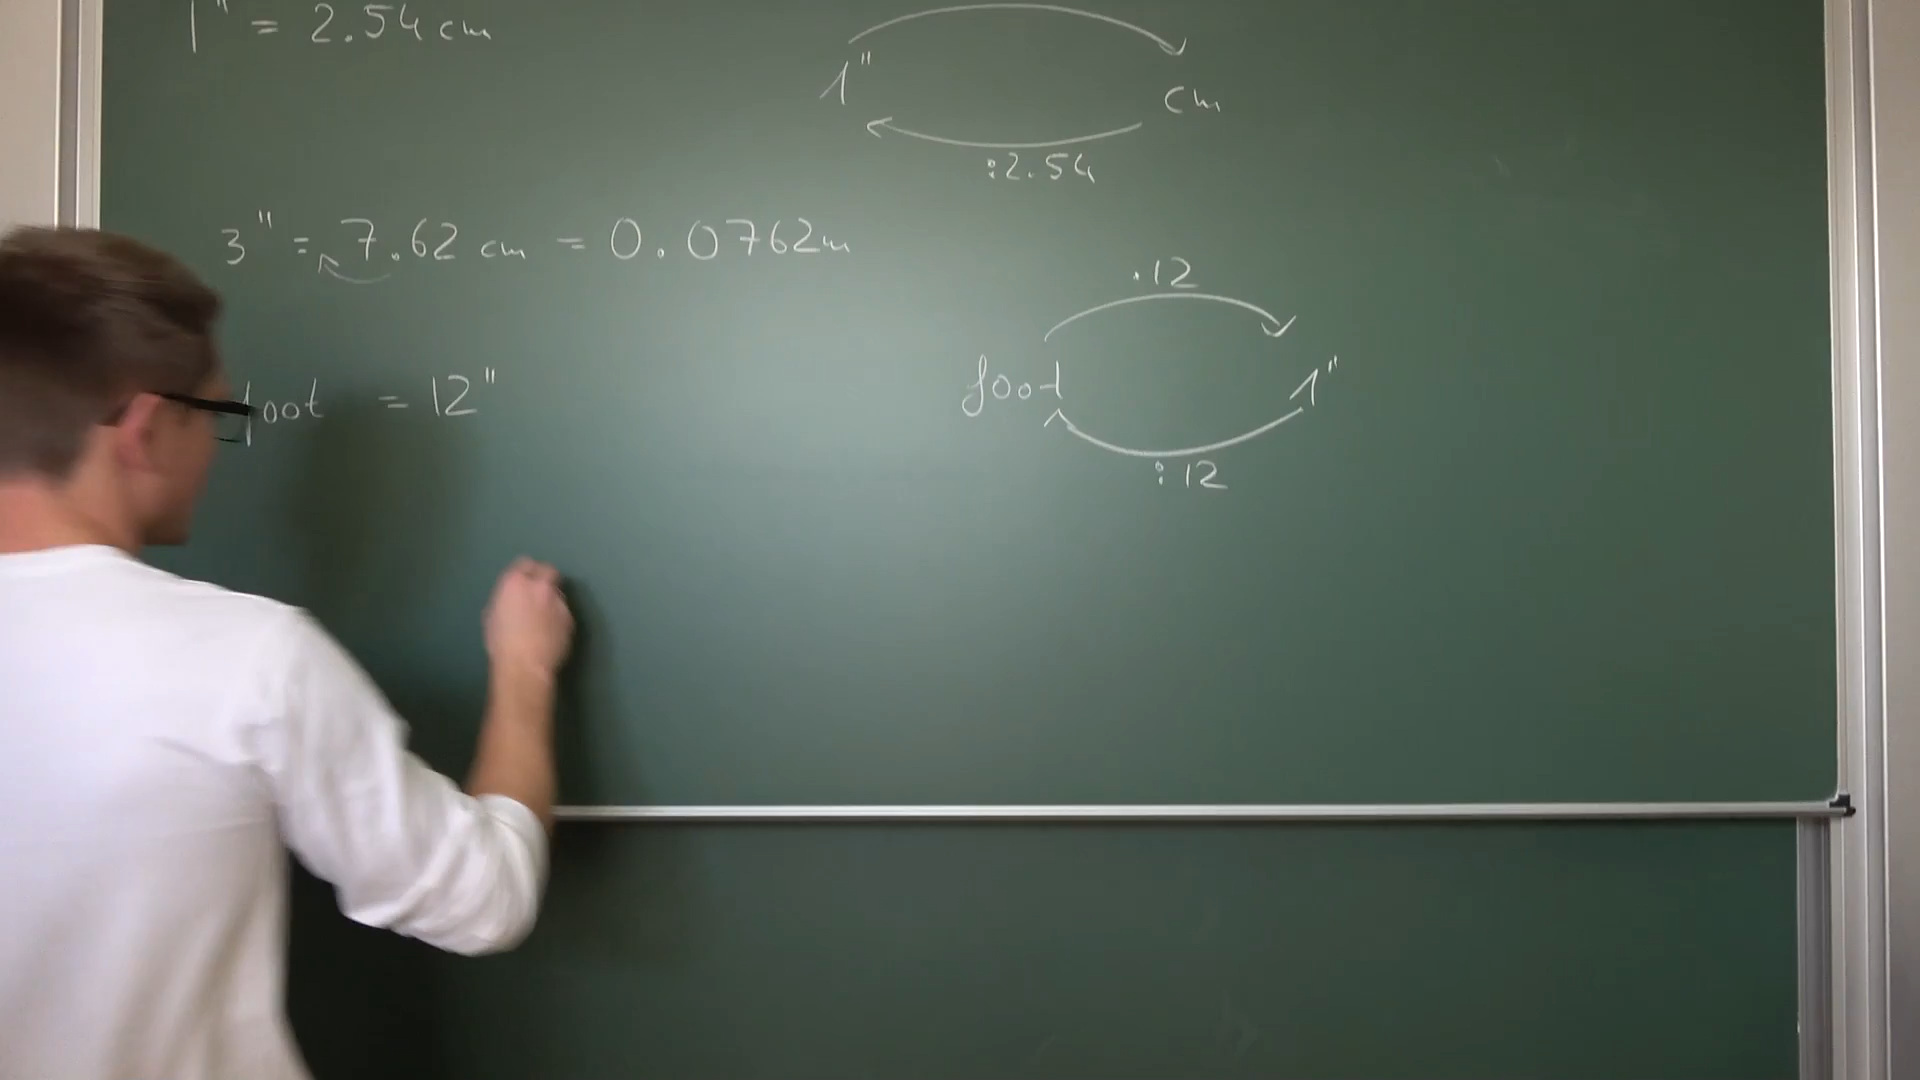 1" = 2.54 cm
1" cm
:2.54
3" = 7.62 cm = 0.0762m
.12
foot = 12"
foot 1"
:12